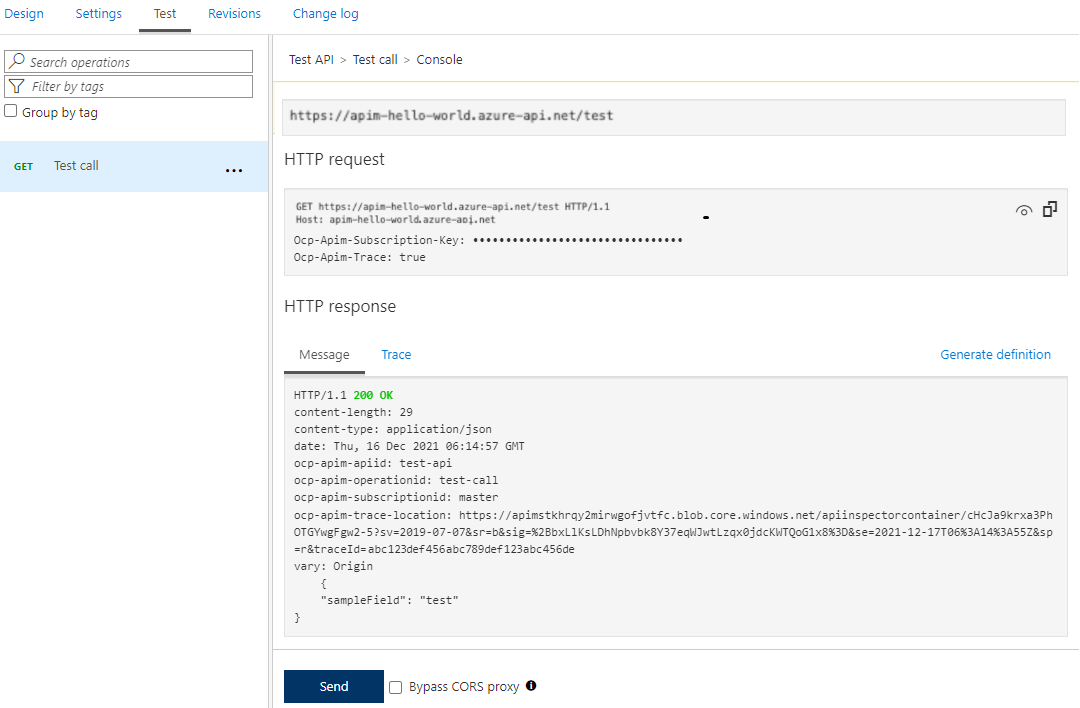 Design Settings Test Revisions Change log
Search operations
Filter by tags
Group by tag
GET Test call ...
Test API > Test call > Console
https://apim-hello-world.azure-api.net/test
HTTP request
GET https://apim-hello-world.azure-api.net/test HTTP/1.1
Host: apim-hello-world.azure-api.net
Ocp-Apim-Subscription-Key: ••••••••••••••••••••••••••••••••
Ocp-Apim-Trace: true
HTTP response
Message Trace Generate definition
HTTP/1.1 200 OK
content-length: 29
content-type: application/json
date: Thu, 16 Dec 2021 06:14:57 GMT
ocp-apim-apiid: test-api
ocp-apim-operationid: test-call
ocp-apim-subscriptionid: master
ocp-apim-trace-location: https://apimstkhrqy2mirwgofjvtfc.blob.core.windows.net/apiinspectorcontainer/cHcJa9krxa3Ph
OTGYwgFgw2-5?sv=2019-07-07&sr=b&sig=%2BbxLlKsLDhNpbvbk8Y37eqWJwtLzqx0jdcKWTQoG1x8%3D&se=2021-12-17T06%3A14%3A55Z&sp
=r&traceId=abc123def456abc789def123abc456de
vary: Origin
{
"sampleField": "test"
}
Send Bypass CORS proxy